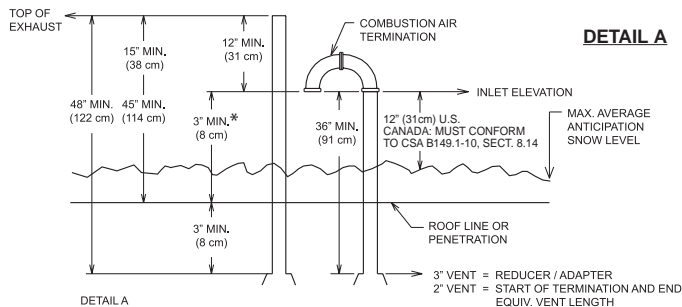 TOP OF
EXHAUST
COMBUSTION AIR
TERMINATION
DETAIL A
15" MIN.
(38 cm)
12" MIN.
(31 cm)
INLET ELEVATION
48" MIN.
(122 cm)
45" MIN.
(114 cm)
3" MIN.*
(8 cm)
36" MIN.
(91 cm)
12" (31cm) U.S.
CANADA: MUST CONFORM
TO CSA B149.1-10, SECT. 8.14
MAX. AVERAGE
ANTICIPATION
SNOW LEVEL
3" MIN.
(8 cm)
ROOF LINE OR
PENETRATION
3" VENT = REDUCER / ADAPTER
2" VENT = START OF TERMINATION AND END
EQUIV. VENT LENGTH
DETAIL A